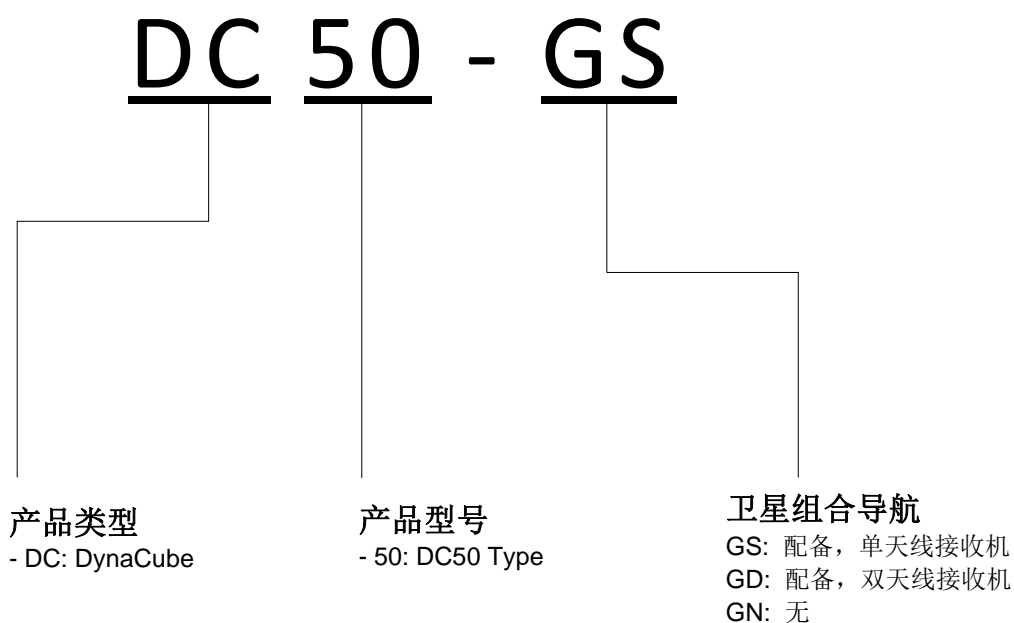 DC 50 - GS
产品类型
- DC: DynaCube
产品型号
- 50: DC50 Type
卫星组合导航
GS: 配备，单天线接收机
GD: 配备，双天线接收机
GN: 无